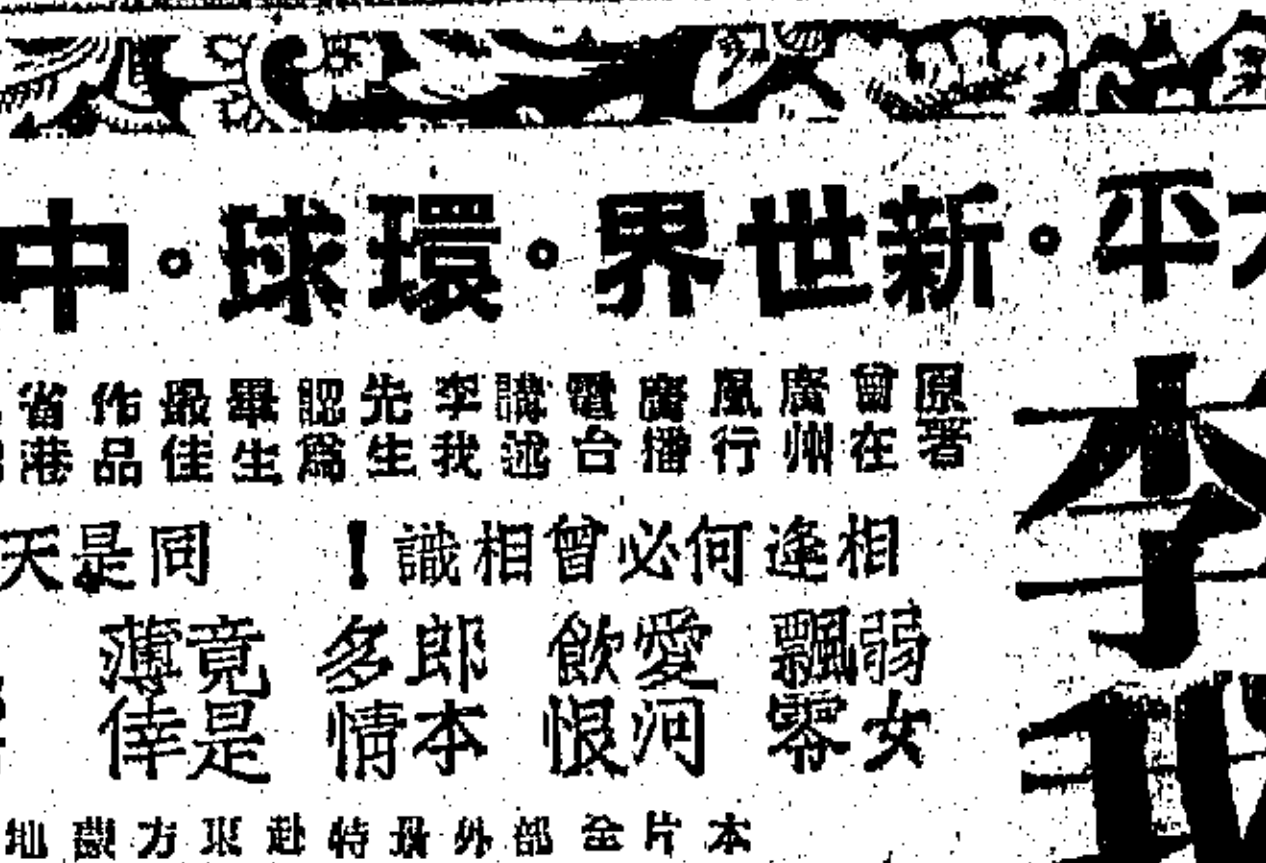 平·新世界·環球·中
李我
原著曾在廣州風行廣播電台講述李我先生認爲畢生最佳作品省港
相逢何必曾相識！ 同是天
弱女飄零 愛河飲恨 郎本多情 竟是薄倖
本片全部外景特赴東方